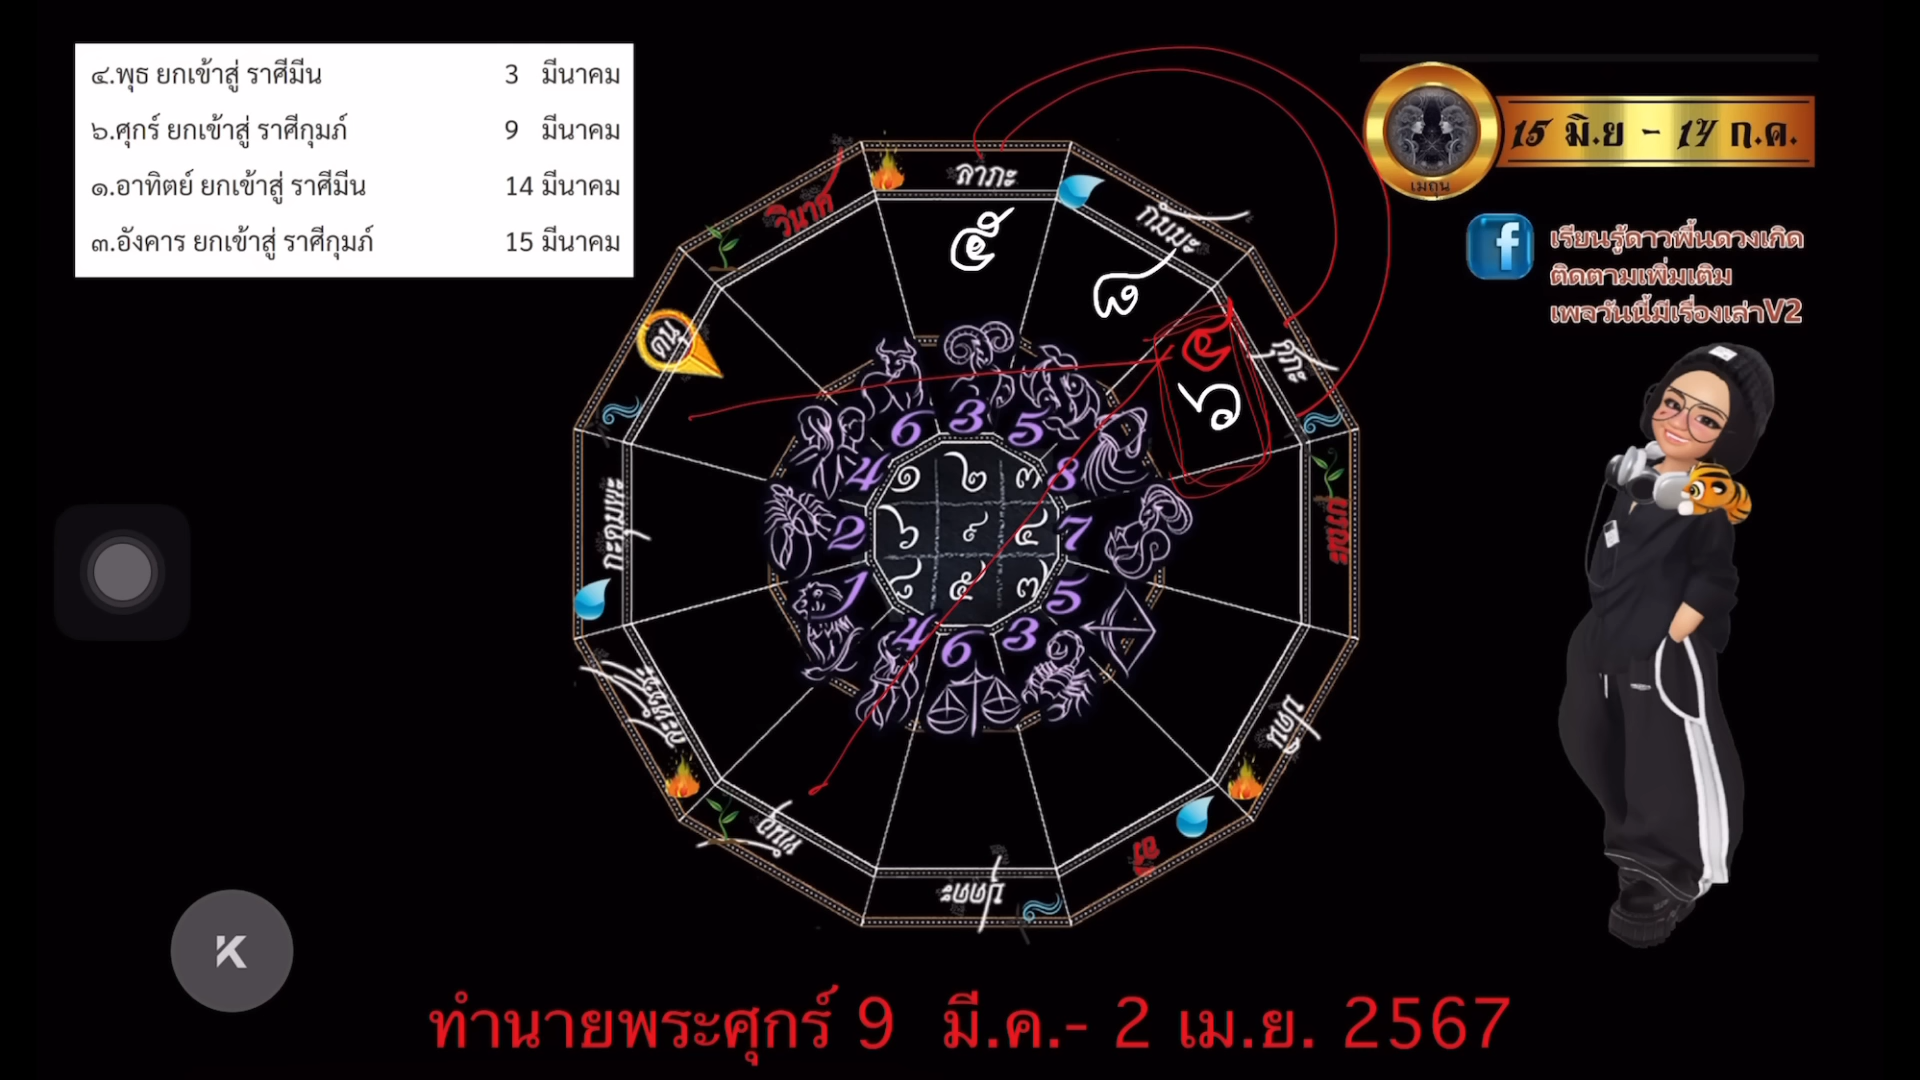 ๔.พุธ ยกเข้าสู่ ราศีมีน 3 มีนาคม
๖.ศุกร์ ยกเข้าสู่ ราศีกุมภ์ 9 มีนาคม
๑.อาทิตย์ ยกเข้าสู่ ราศีมีน 14 มีนาคม
๓.อังคาร ยกเข้าสู่ ราศีกุมภ์ 15 มีนาคม
15 มิ.ย - 14 ก.ค.
เมถุน
f
เรียนรู้ดาวพื้นดวงเกิด
ติดตามเพิ่มเติม
เพจวันนี้มีเรื่องเล่าV2
ลาภะ
กัมมะ
ศุภะ
มรณะ
ปัตนิ
อริ
ปุตตะ
พันธุ
สหัชชะ
กะดุมภะ
ตนุ
วินาศ
๕
๘
๕
๖
6 3 5
4 8
2 7
1 5
4 6 3
๑ ๒ ๓
๖ ๙ ๔
๘ ๕ ๗
K
ทำนายพระศุกร์ 9 มี.ค.- 2 เม.ย. 2567